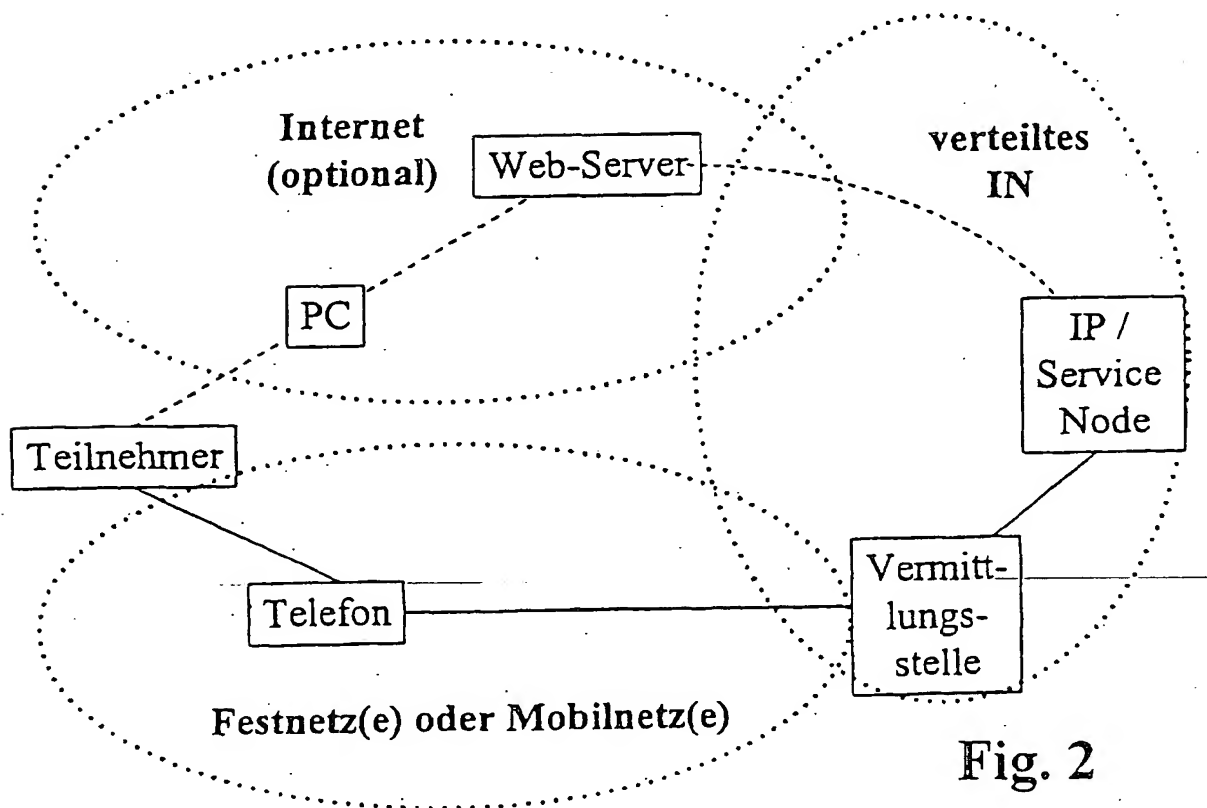 Internet
(optional)
Web-Server
verteiltes
IN
PC
IP /
Service
Node
Teilnehmer
Vermitt-
lungs-
stelle
Telefon
Festnetz(e) oder Mobilnetz(e)
Fig. 2